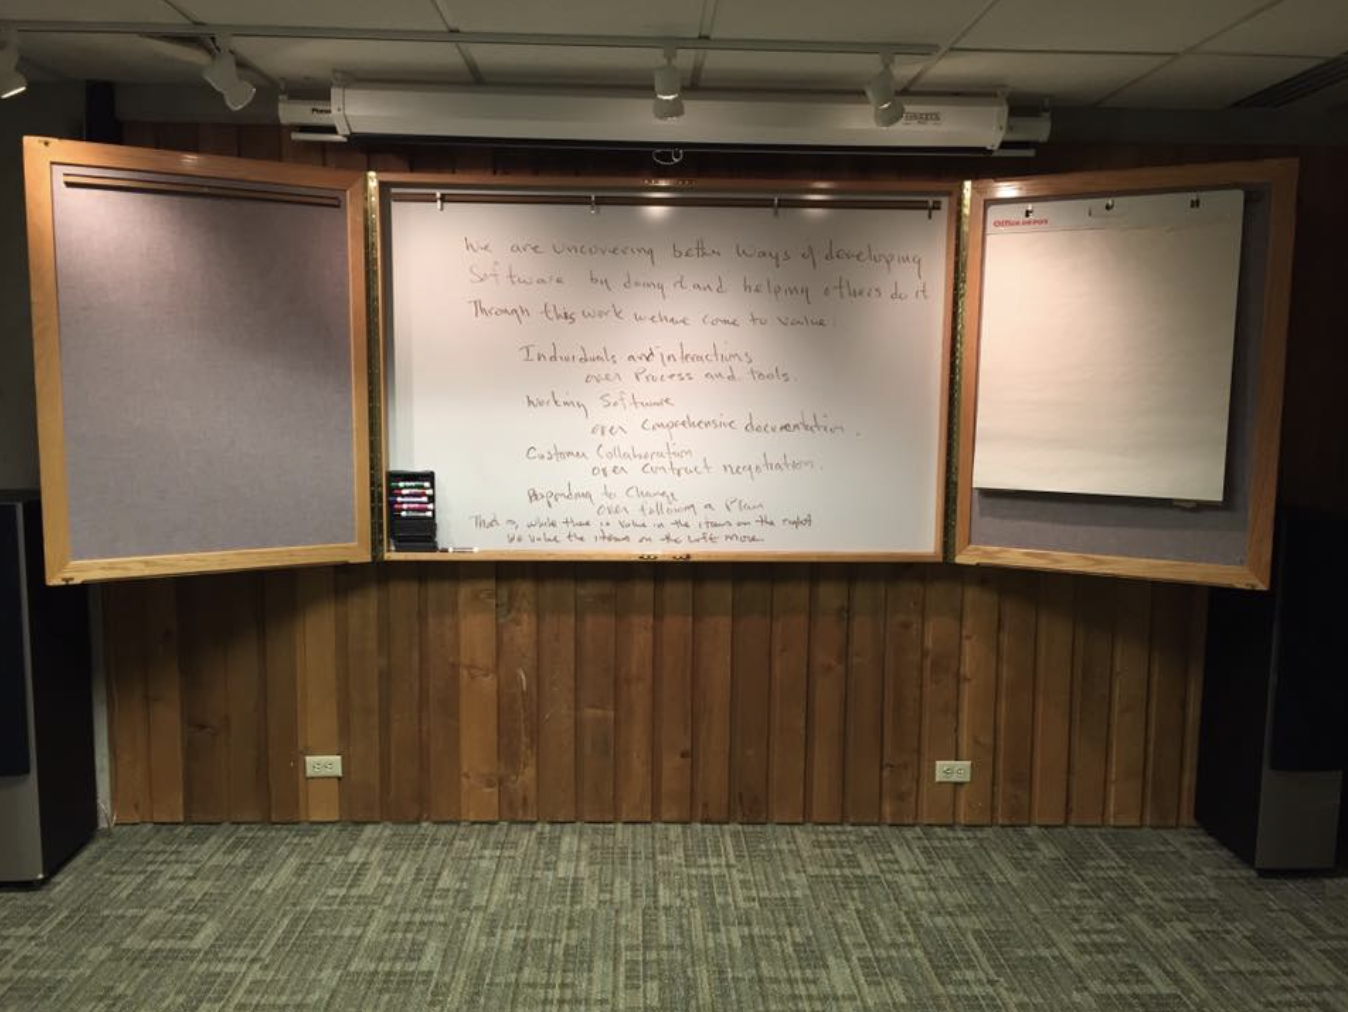 We are uncovering better ways of developing
Software by doing it and helping others do it
Through this work we have come to value:
Individuals and interactions
over Process and tools.
Working Software
over Comprehensive documentation.
Customer Collaboration
over contract negotiation.
Responding to Change
over following a Plan
That is, while there is value in the items on the right
We value the items on the Left more.
Office DEPOT